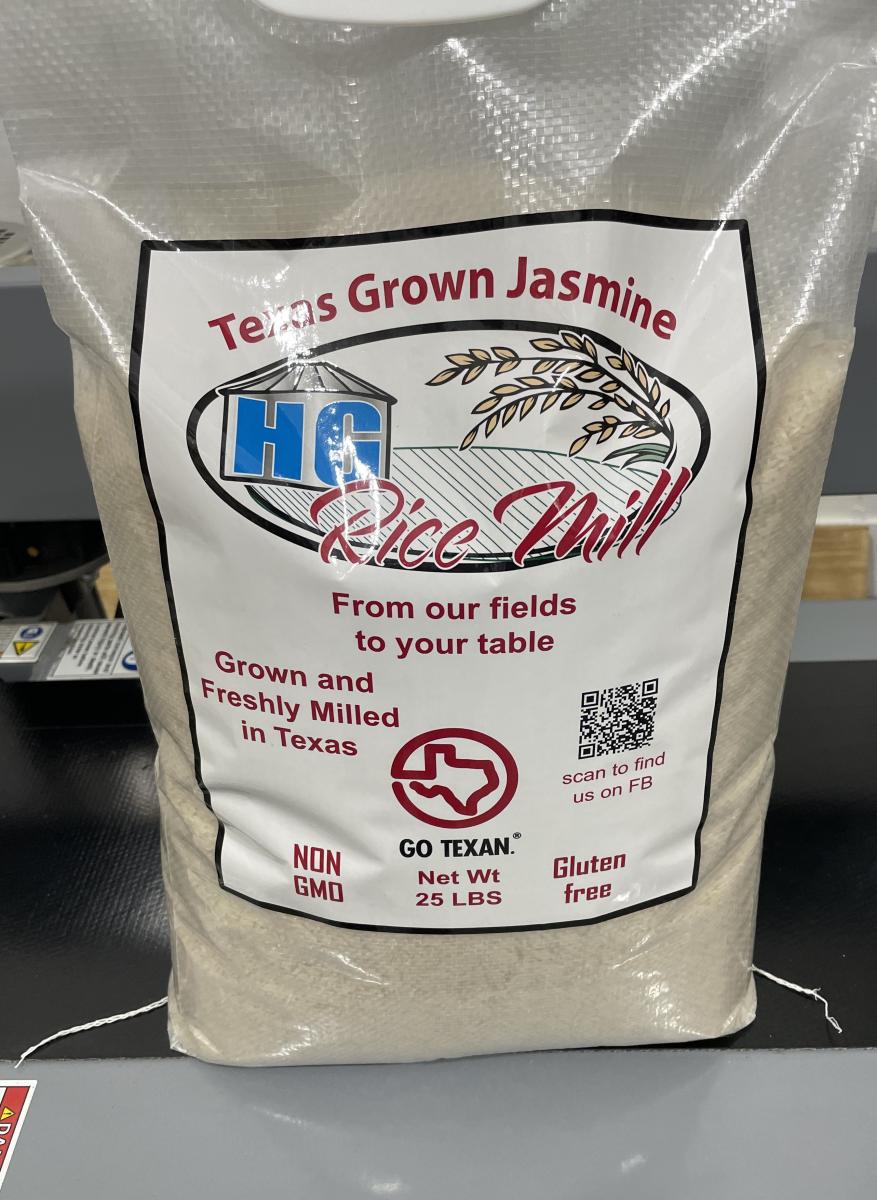 Texas Grown Jasmine
HG
Rice Mill
From our fields
to your table
Grown and
Freshly Milled
in Texas
scan to find
us on FB
GO TEXAN.®
NON
GMO
Net Wt
25 LBS
Gluten
free